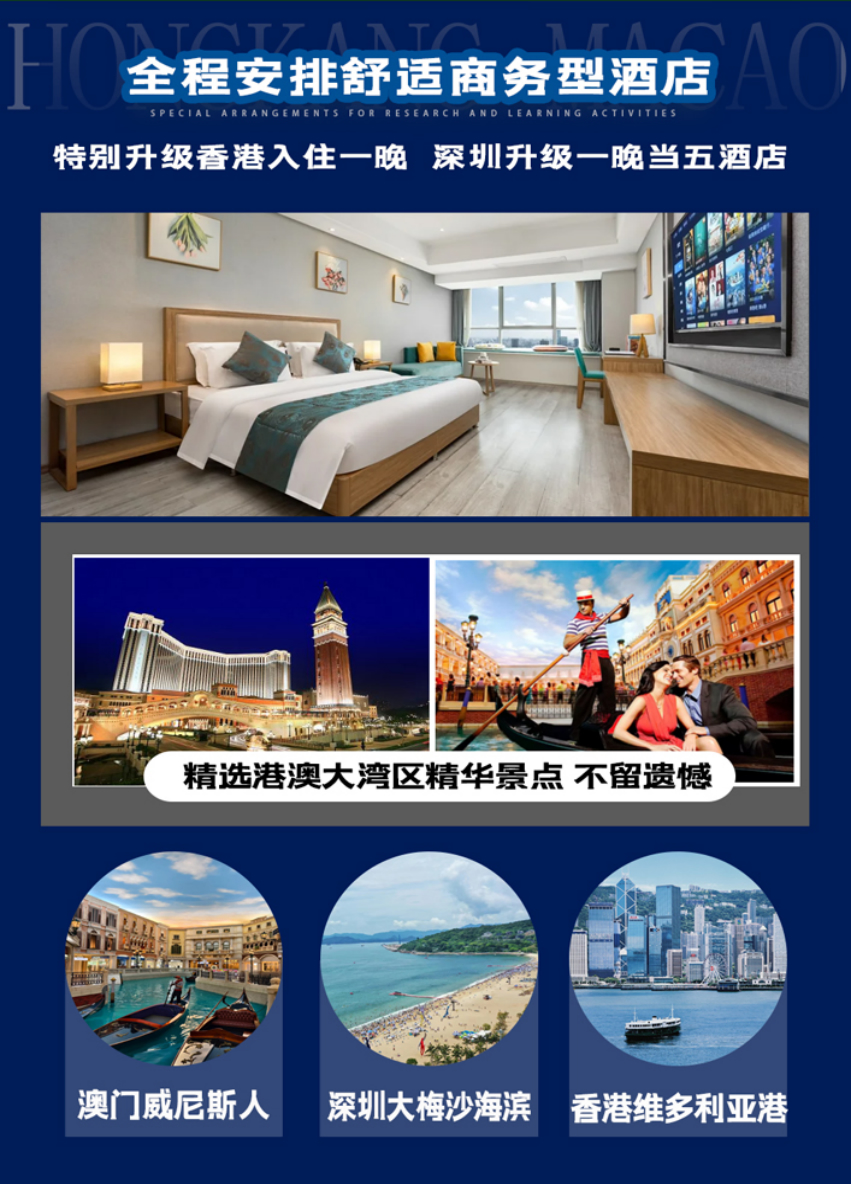 HONGKANG MACAO
全程安排舒适商务型酒店
SPECIAL ARRANGEMENTS FOR RESEARCH AND LEARNING ACTIVITIES
特别升级香港入住一晚 深圳升级一晚当五酒店
精选港澳大湾区精华景点 不留遗憾
澳门威尼斯人
深圳大梅沙海滨
香港维多利亚港